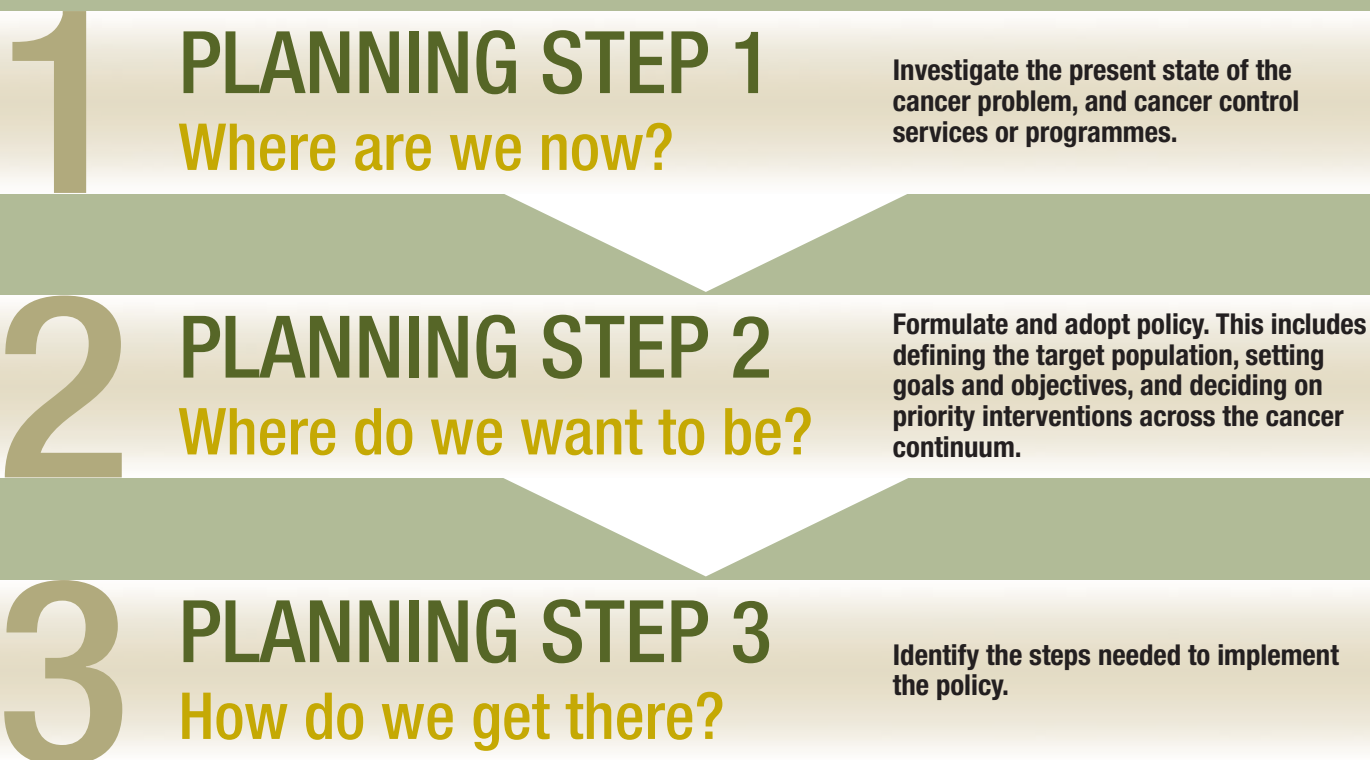 1
PLANNING STEP 1
Where are we now?
Investigate the present state of the
cancer problem, and cancer control
services or programmes.
2
PLANNING STEP 2
Where do we want to be?
Formulate and adopt policy. This includes
defining the target population, setting
goals and objectives, and deciding on
priority interventions across the cancer
continuum.
3
PLANNING STEP 3
How do we get there?
Identify the steps needed to implement
the policy.